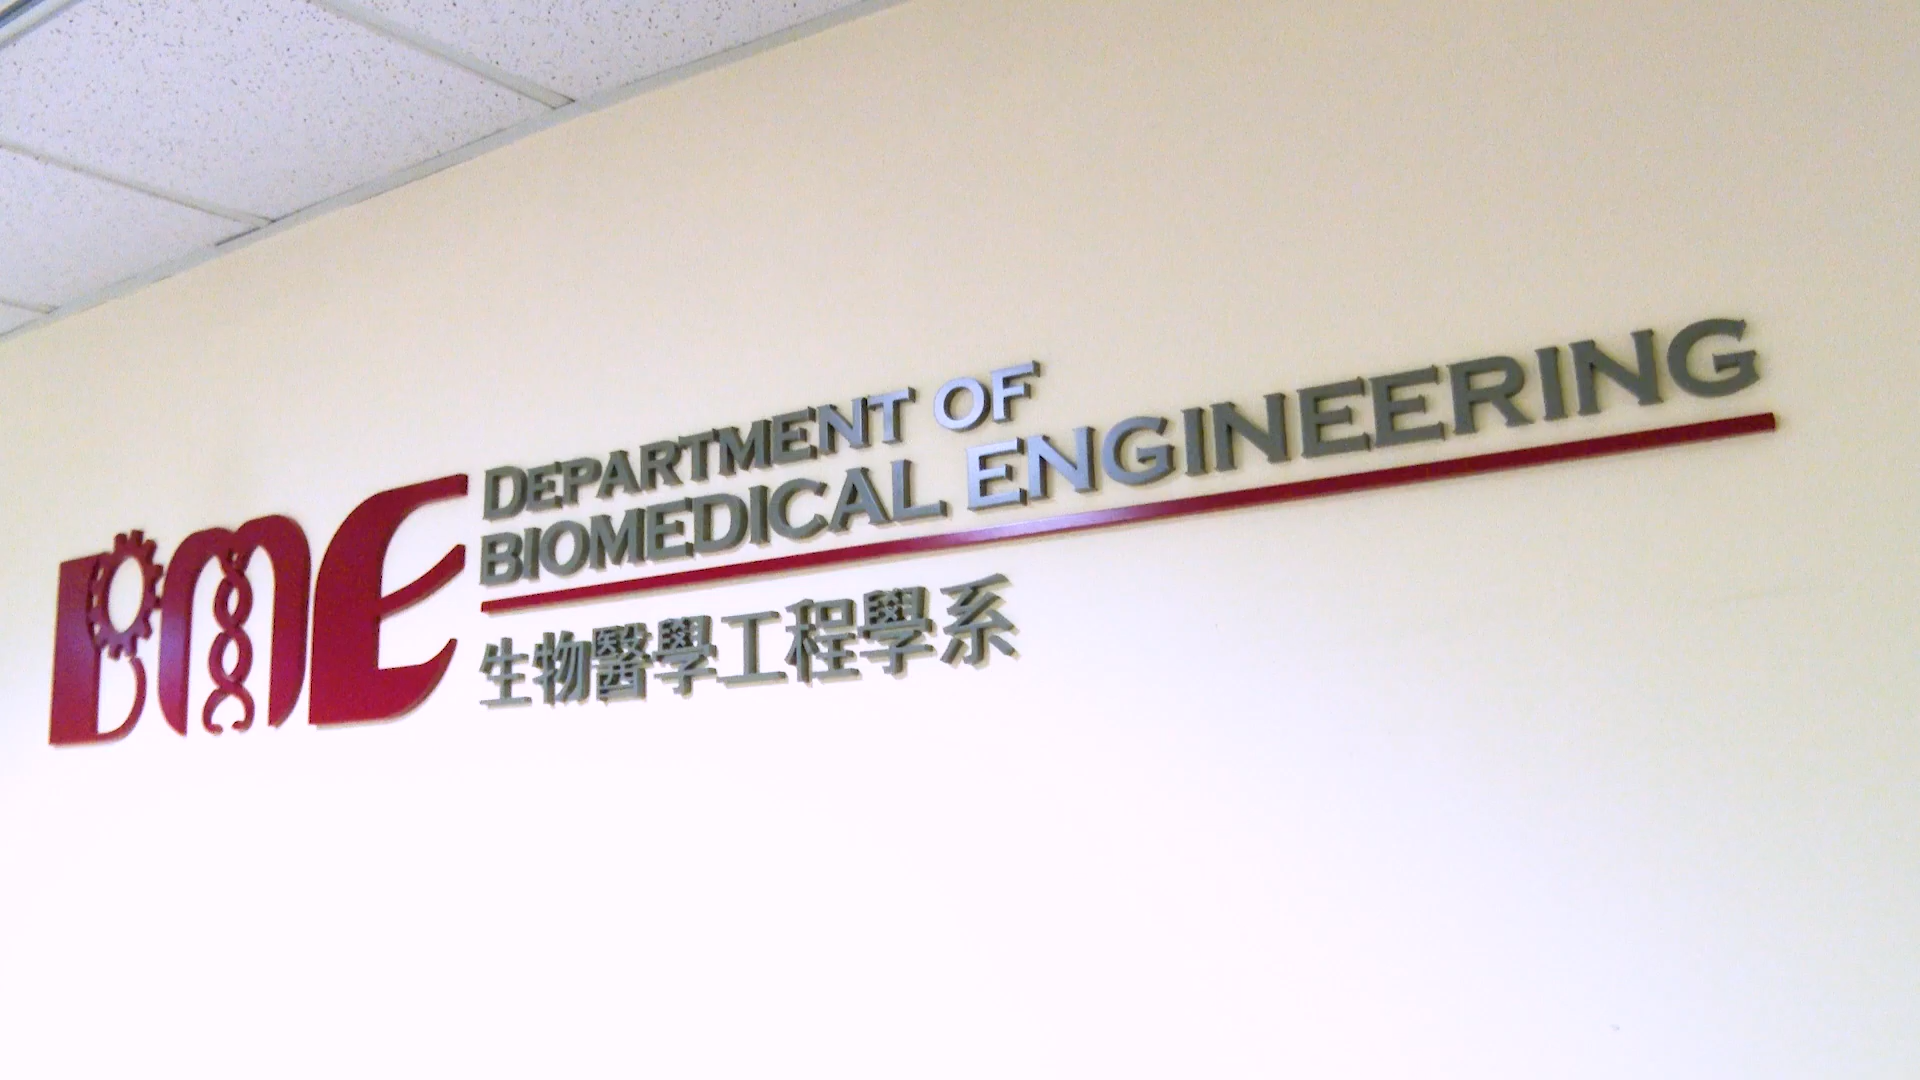 BME
DEPARTMENT OF
BIOMEDICAL ENGINEERING
生物醫學工程學系